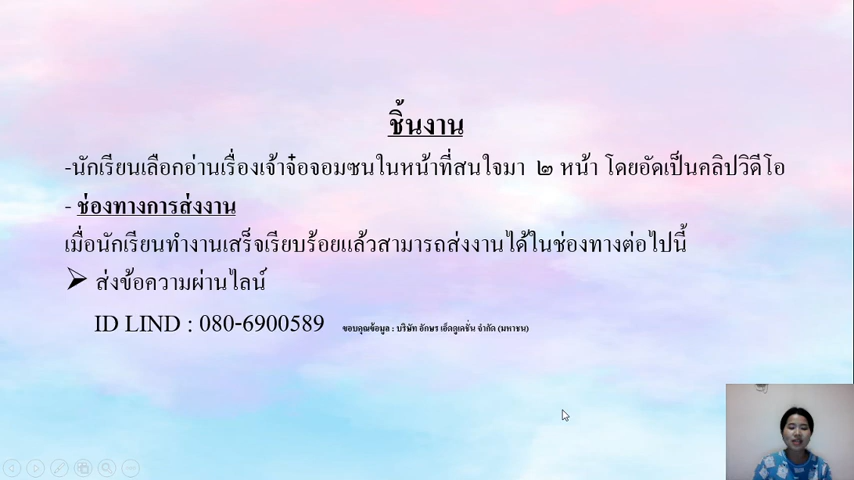 ชิ้นงาน
-นักเรียนเลือกอ่านเรื่องเจ้าจ๋อจอมซนในหน้าที่สนใจมา ๒ หน้า โดยอัดเป็นคลิปวิดีโอ
- ช่องทางการส่งงาน
เมื่อนักเรียนทำงานเสร็จเรียบร้อยแล้วสามารถส่งงานได้ในช่องทางต่อไปนี้
➢ ส่งข้อความผ่านไลน์
ID LIND : 080-6900589 ขอบคุณข้อมูล : บริษัท อักษร เอ็ดดูเคชั่น จำกัด (มหาชน)